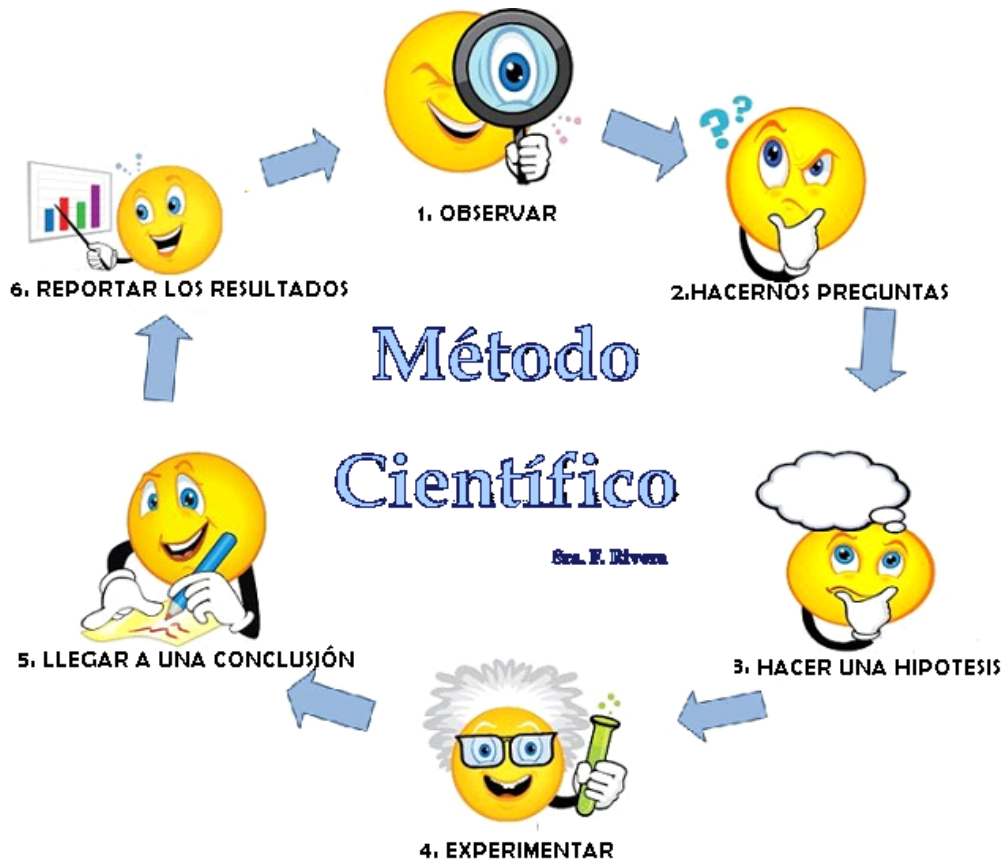 1. OBSERVAR
2.HACERNOS PREGUNTAS
3. HACER UNA HIPOTESIS
4. EXPERIMENTAR
5. LLEGAR A UNA CONCLUSIÓN
6. REPORTAR LOS RESULTADOS
Método
Científico
Sra. F. Rivera
??